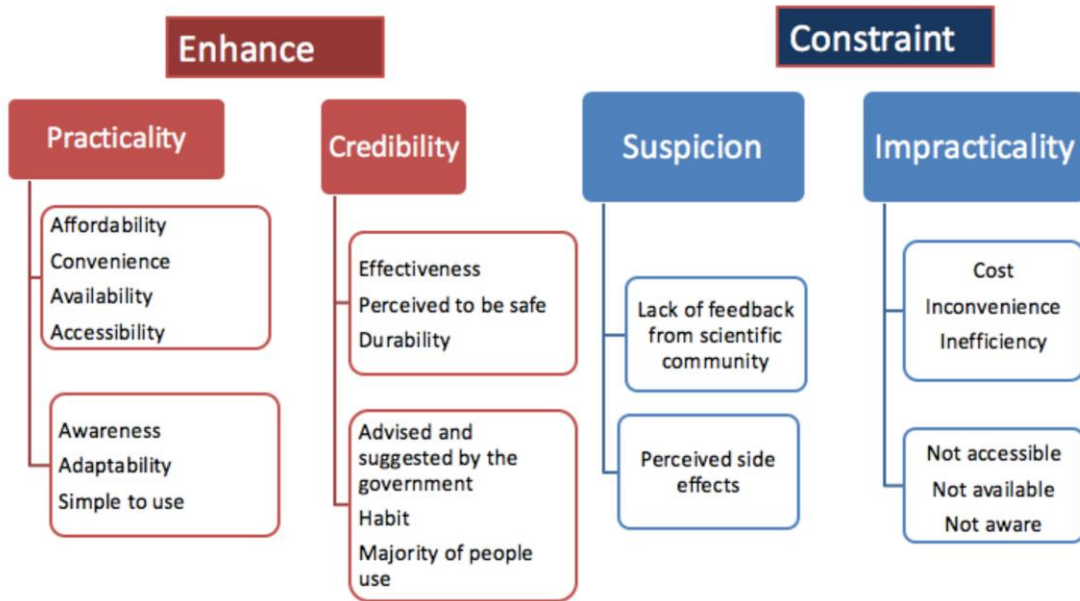 Enhance
Constraint
Practicality
Affordability
Convenience
Availability
Accessibility
Awareness
Adaptability
Simple to use
Credibility
Effectiveness
Perceived to be safe
Durability
Advised and
suggested by the
government
Habit
Majority of people
use
Suspicion
Lack of feedback
from scientific
community
Perceived side
effects
Impracticality
Cost
Inconvenience
Inefficiency
Not accessible
Not available
Not aware